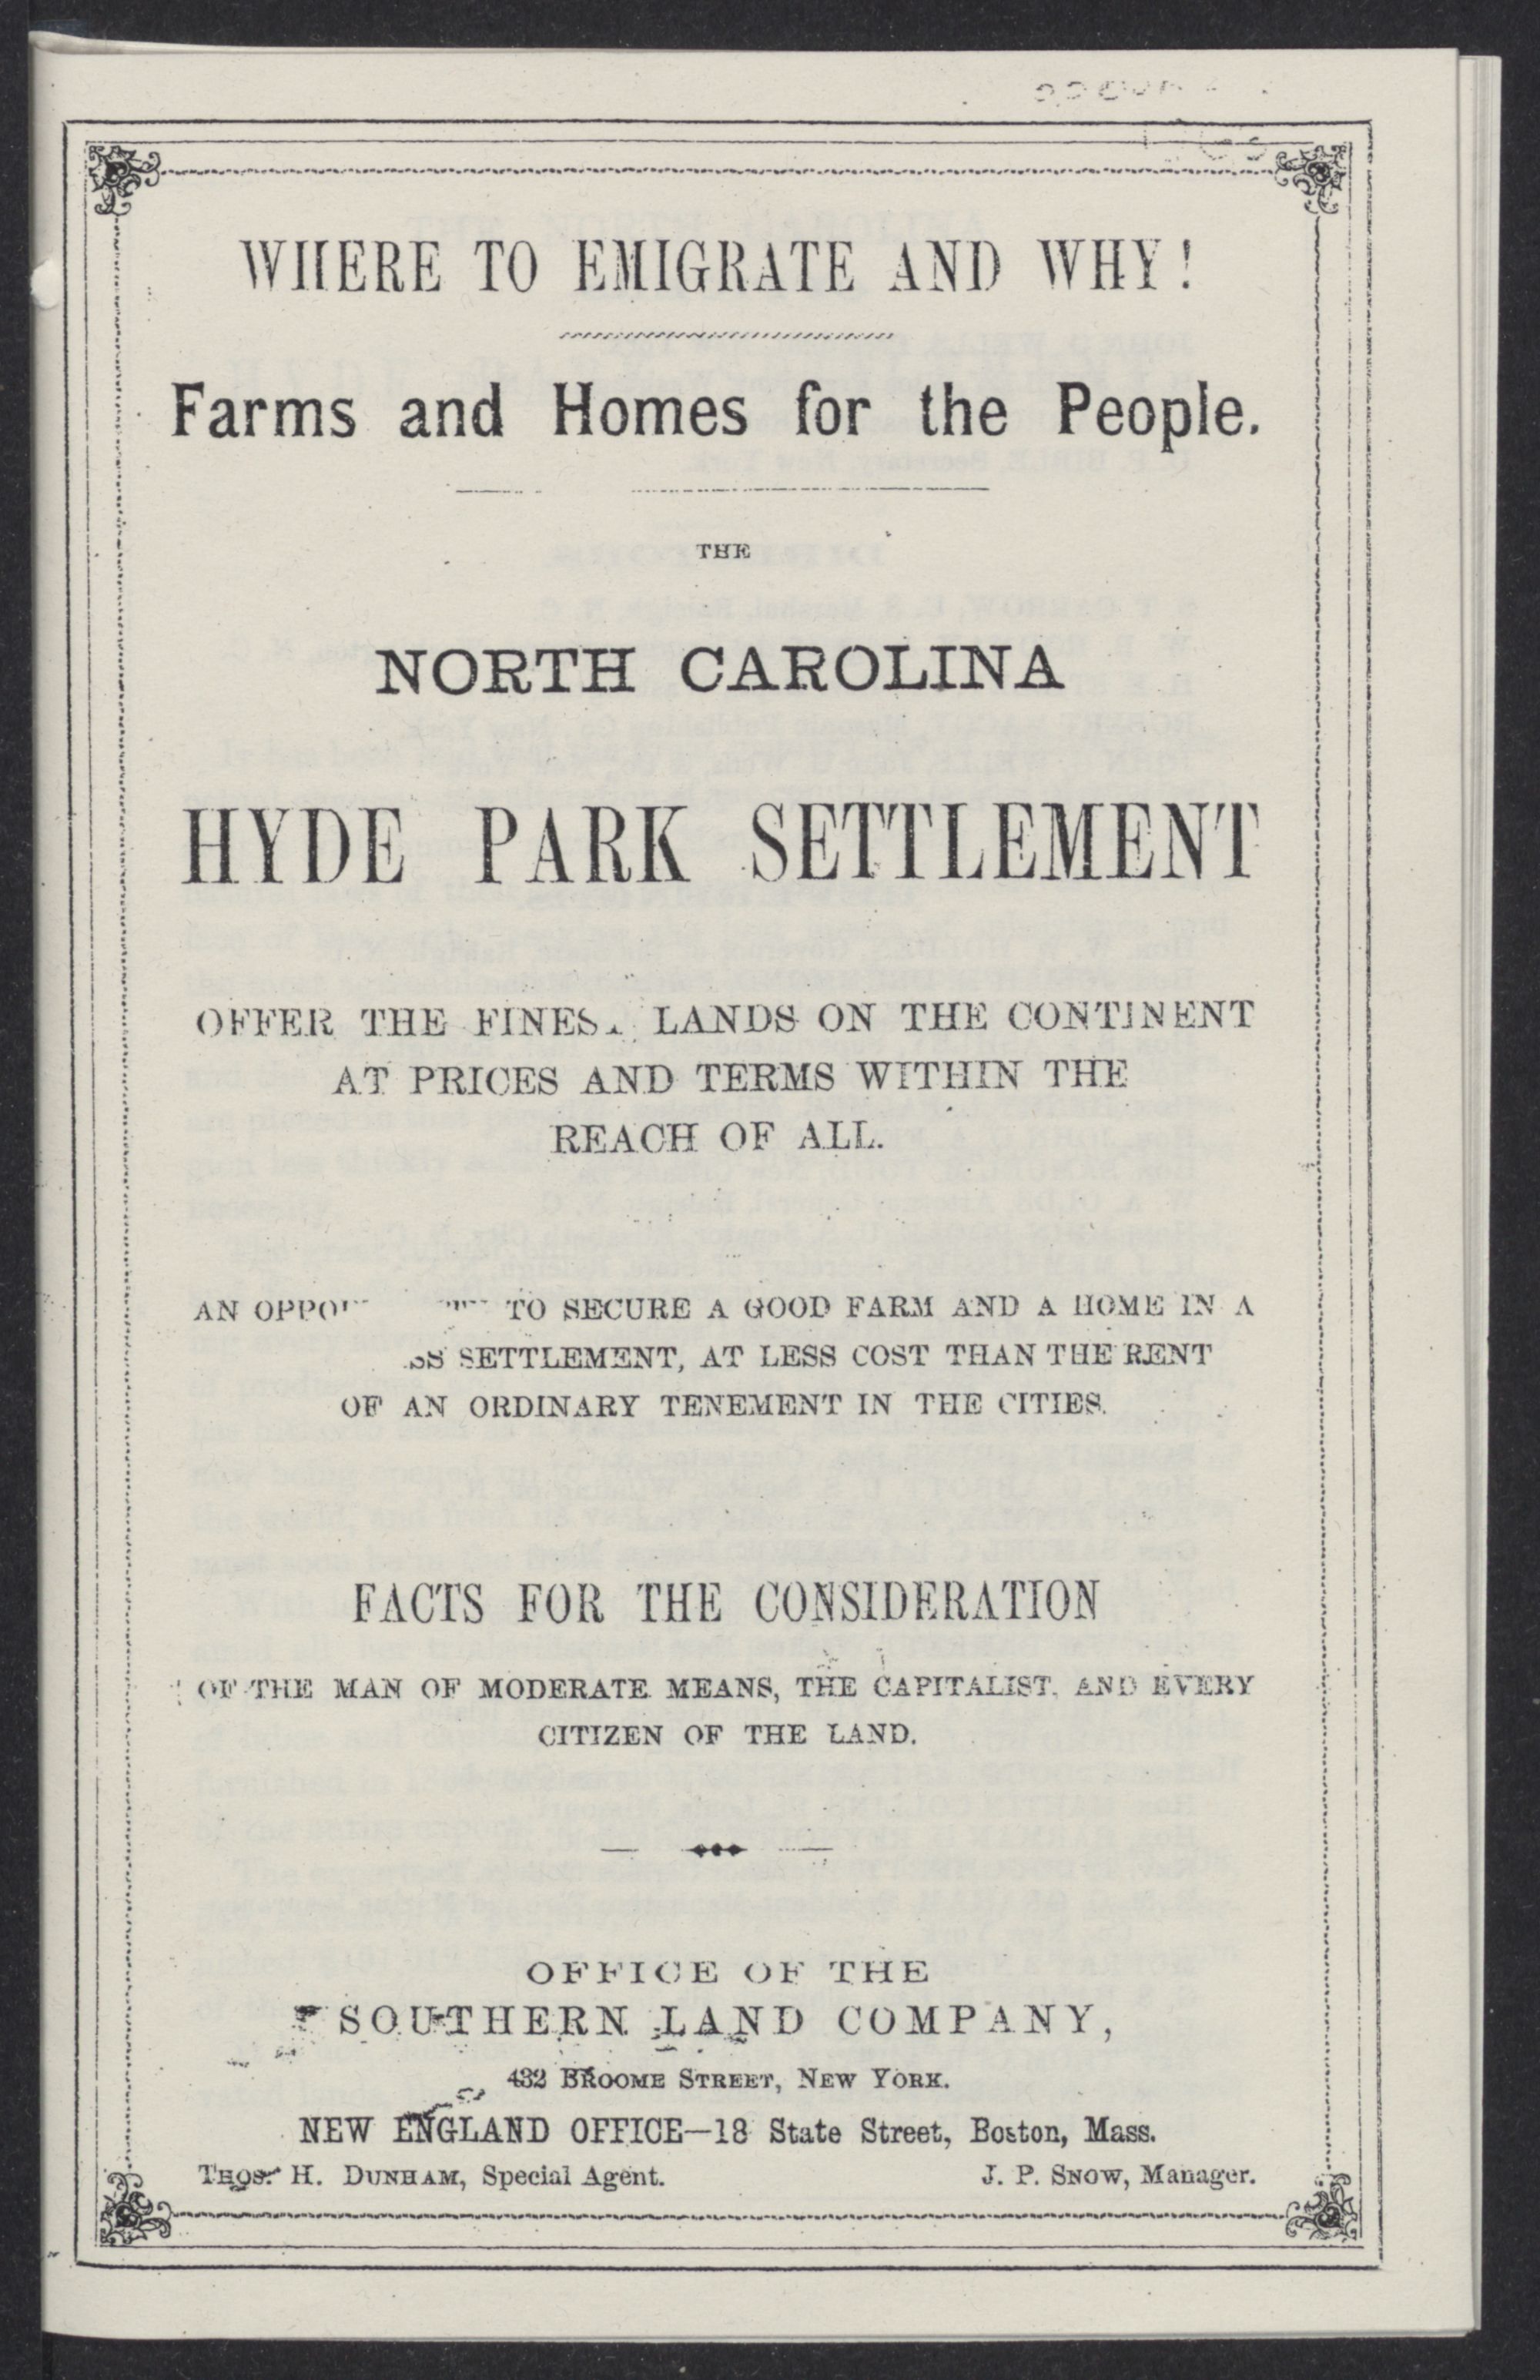 WHERE TO EMIGRATE AND WHY!
Farms and Homes for the People.
THE
NORTH CAROLINA
HYDE PARK SETTLEMENT
OFFER THE FINEST LANDS ON THE CONTINENT
AT PRICES AND TERMS WITHIN THE
REACH OF ALL.
AN TO SECURE A GOOD FARM AND A HOME IN A
SETTLEMENT, AT LESS COST THAN THE RENT
OF AN ORDINARY TENEMENT IN THE CITIES.
FACTS FOR THE CONSIDERATION
OF THE MAN OF MODERATE MEANS, THE CAPITALIST, AND EVERY
CITIZEN OF THE LAND.
OFFICE OF THE
SOUTHERN LAND COMPANY,
432 BROOME STREET, NEW YORK.
NEW ENGLAND OFFICE—18 State Street, Boston, Mass.
THOS. H. DUNHAM, Special Agent. J. P. SNOW, Manager.